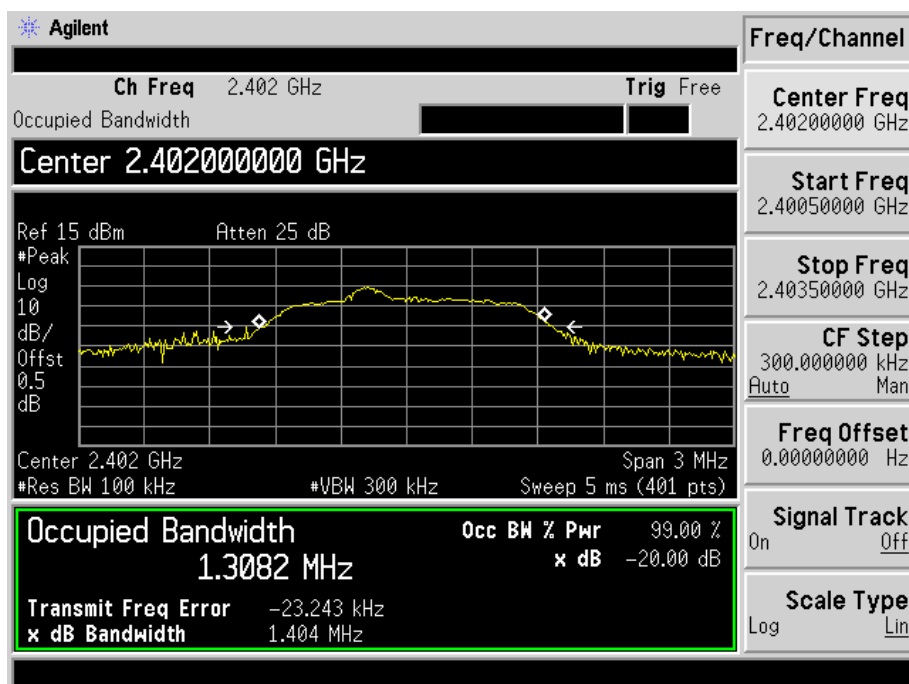 Agilent
Ch Freq 2.402 GHz Trig Free
Occupied Bandwidth
Center 2.402000000 GHz
Ref 15 dBm Atten 25 dB
#Peak
Log
10
dB/
Offst
0.5
dB
Center 2.402 GHz Span 3 MHz
#Res BW 100 kHz #VBW 300 kHz Sweep 5 ms (401 pts)
Occupied Bandwidth Occ BW % Pwr 99.00 %
1.3082 MHz x dB -20.00 dB
Transmit Freq Error -23.243 kHz
x dB Bandwidth 1.404 MHz
Freq/Channel
Center Freq
2.40200000 GHz
Start Freq
2.40050000 GHz
Stop Freq
2.40350000 GHz
CF Step
300.000000 kHz
Auto Man
Freq Offset
0.00000000 Hz
Signal Track
On Off
Scale Type
Log Lin